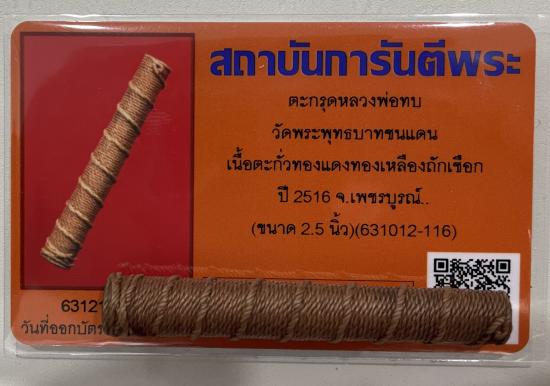 สถาบันการันตีพระ
ตะกรุดหลวงพ่อทบ
วัดพระพุทธบาทชนแดน
เนื้อตะกั่วทองแดงทองเหลืองถักเชือก
ปี 2516 จ.เพชรบูรณ์..
(ขนาด 2.5 นิ้ว)(631012-116)
6312
วันที่ออกบัตร